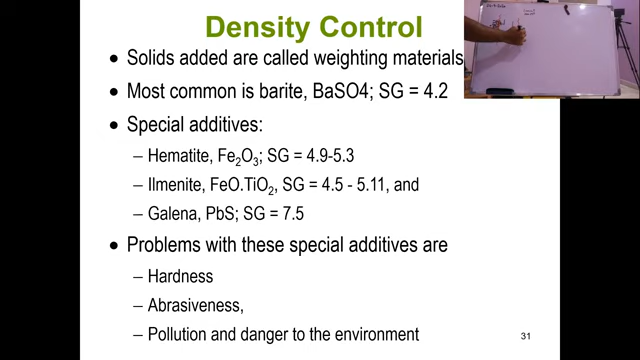 Density Control
• Solids added are called weighting materials
• Most common is barite, BaSO4; SG = 4.2
• Special additives:
– Hematite, Fe2O3; SG = 4.9-5.3
– Ilmenite, FeO.TiO2, SG = 4.5 - 5.11, and
– Galena, PbS; SG = 7.5
• Problems with these special additives are
– Hardness
– Abrasiveness,
– Pollution and danger to the environment
31